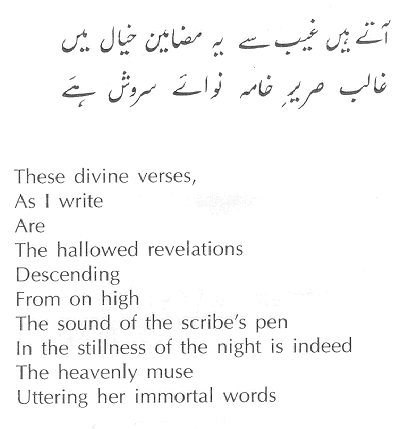 آتے ہیں غیب سے یہ مضامین خیال میں
غالب صریرِ خامہ نوائے سروش ہے
These divine verses,
As I write
Are
The hallowed revelations
Descending
From on high
The sound of the scribe's pen
In the stillness of the night is indeed
The heavenly muse
Uttering her immortal words